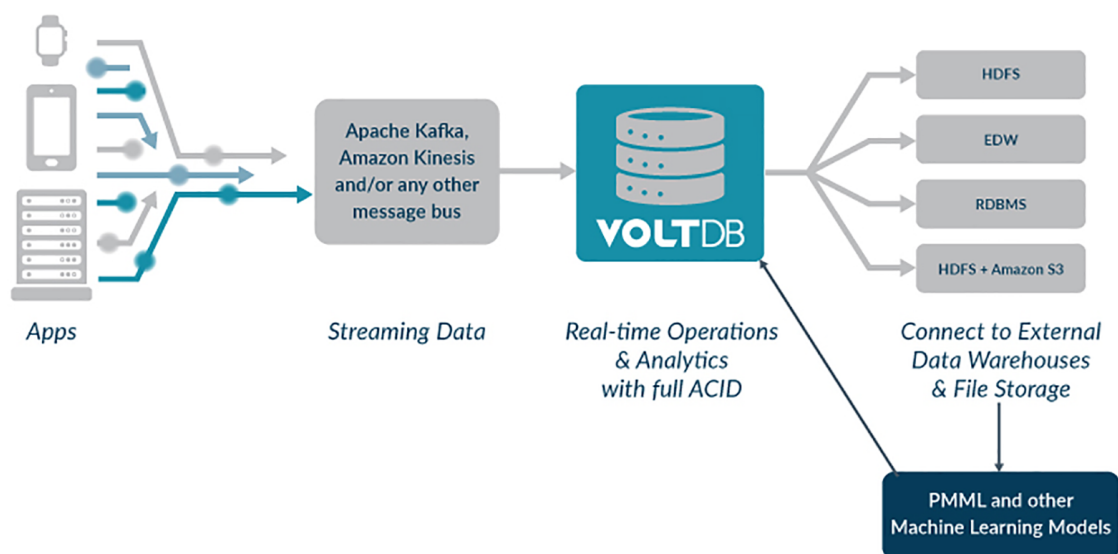 Apache Kafka,
Amazon Kinesis
and/or any other
message bus
VOLTDB
HDFS
EDW
RDBMS
HDFS + Amazon S3
Apps
Streaming Data
Real-time Operations
& Analytics
with full ACID
Connect to External
Data Warehouses
& File Storage
PMML and other
Machine Learning Models